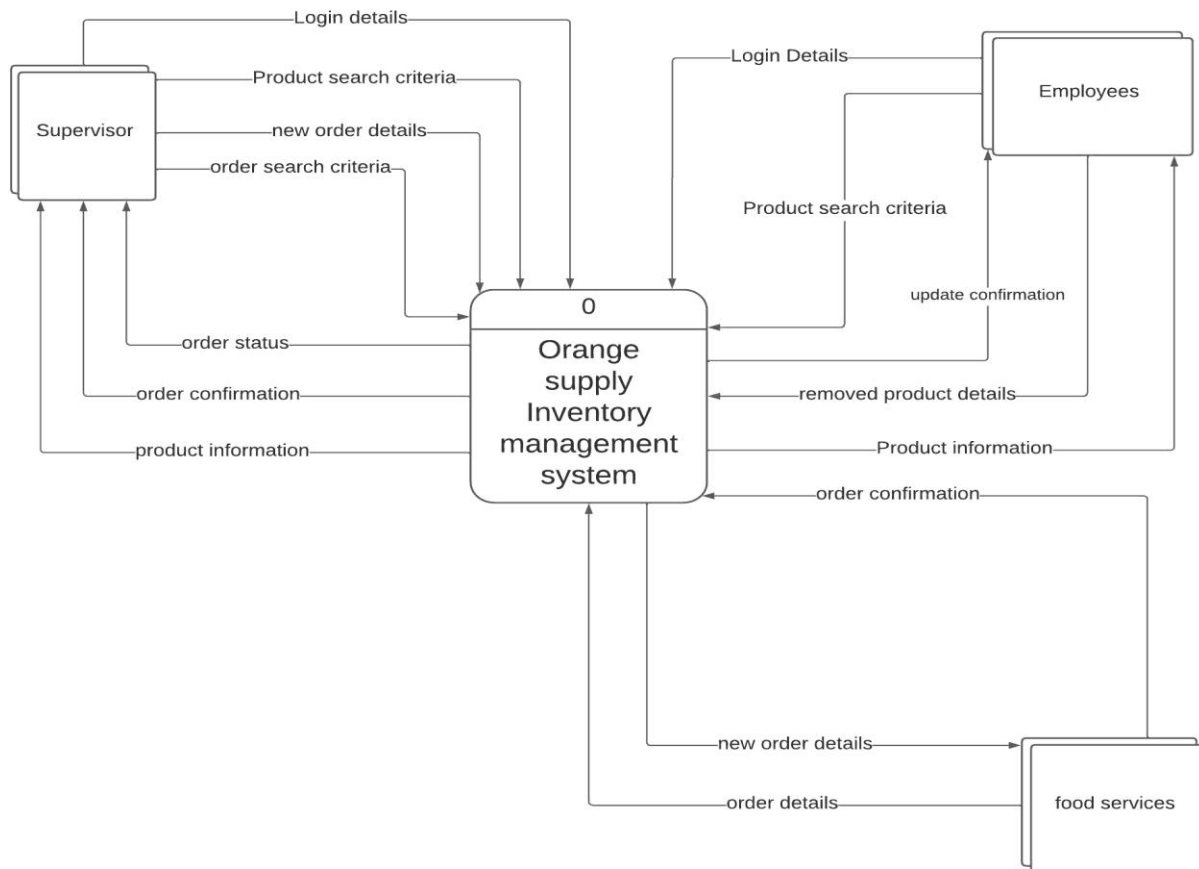 Login details
Login Details
Product search criteria
Employees
Supervisor
new order details
order search criteria
Product search criteria
update confirmation
0
order status
Orange
supply
Inventory
management
system
order confirmation
removed product details
product information
Product information
order confirmation
new order details
order details
food services